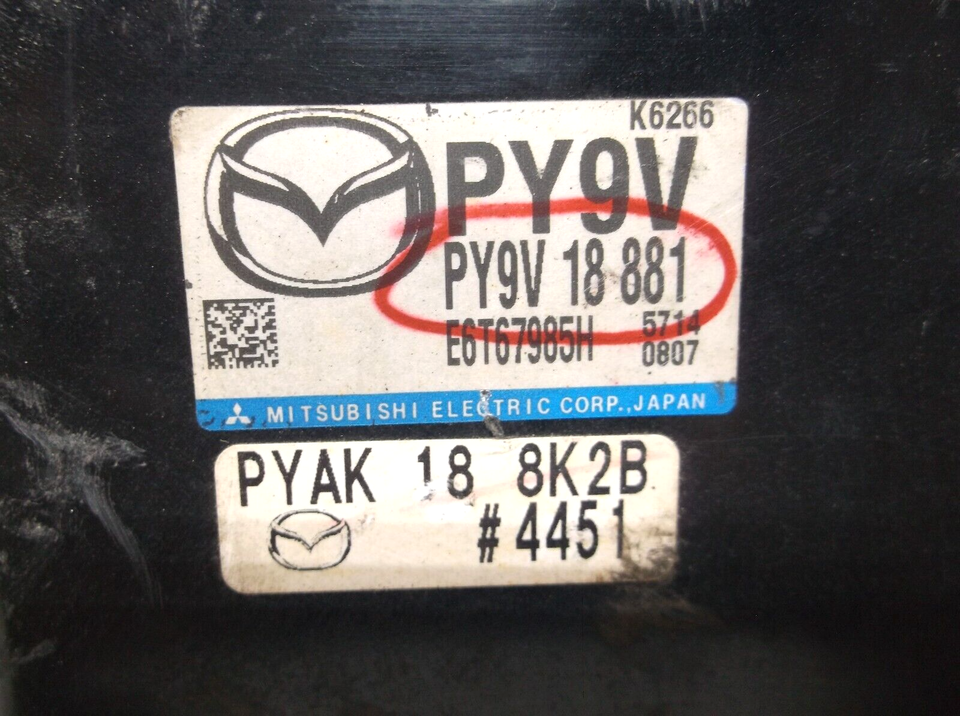 K6266
PY9V
PY9V 18 881
E6T67985H 5714
0807
MITSUBISHI ELECTRIC CORP., JAPAN
PYAK 18 8K2B
#4451